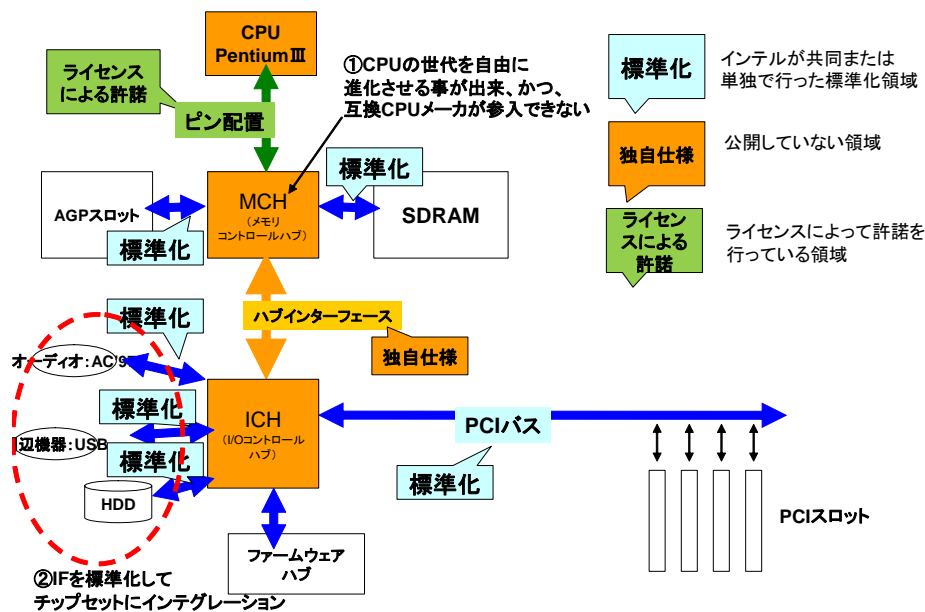 CPU
PentiumⅢ
ライセンス
による許諾
ピン配置
①CPUの世代を自由に
進化させる事が出来、かつ、
互換CPUメーカが参入できない
標準化
インテルが共同または
単独で行った標準化領域
独自仕様
公開していない領域
ライセン
スによる
許諾
ライセンスによって許諾を
行っている領域
標準化
AGPスロット
標準化
MCH
(メモリ
コントロールハブ)
SDRAM
標準化
ハブインターフェース
独自仕様
オーディオ:AC/97
標準化
辺機器:USB
標準化
HDD
ICH
(I/Oコントロール
ハブ)
PCIバス
標準化
ファームウェア
ハブ
PCIスロット
②IFを標準化して
チップセットにインテグレーション